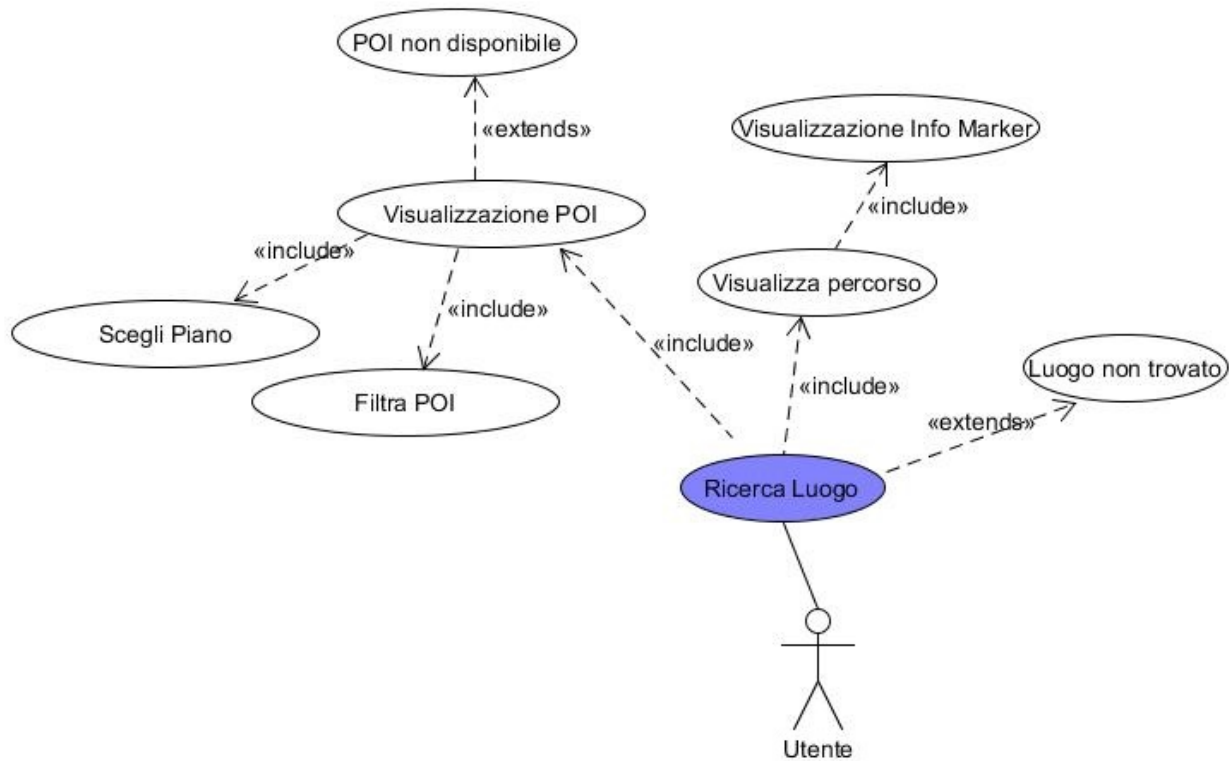 POI non disponibile
«extends»
Visualizzazione Info Marker
Visualizzazione POI
«include»
«include»
Visualizza percorso
«include»
Scegli Piano
«include»
Luogo non trovato
«include»
Filtra POI
«extends»
Ricerca Luogo
Utente